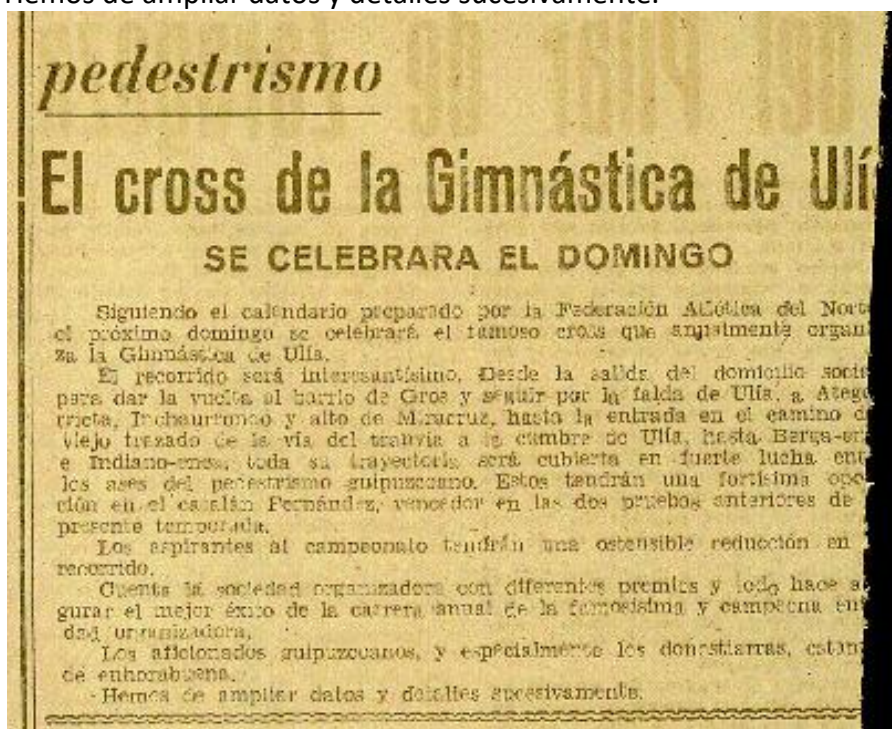 Hemos de ampliar datos y detalles sucesivamente.
pedestrismo
El cross de la Gimnástica de Ulí
SE CELEBRARA EL DOMINGO
Siguiendo el calendario preparado por la Federación Atlética del Nort
el próximo domingo se celebrará el famoso cross que anualmente organi
za la Gimnástica de Ulía.
El recorrido será interesantísimo. Desde la salida del domicilio soci
para dar la vuelta al barrio de Gros y seguir por la falda de Ulía, a Ateg
rrieta, Inchaurrondo y alto de Miracruz, hasta la entrada en el camino d
viejo trazado de la vía del tranvía a la cumbre de Ulía, hasta
e toda su trayectoria será cubierta en fuerte lucha ent
los ases del pedestrismo guipuzcoano. Estos tendrán una fortísima opo
ción en el catalán Fernández, vencedor en las dos pruebas anteriores de
presente temporada.
Los aspirantes al campeonato tendrán una ostensible reducción en
recorrido.
Cuenta la sociedad organizadora con diferentes premios y todo hace a
gurar el mejor éxito de la carrera anual de la famosísima y campeona en
dad organizadora.
Los aficionados guipuzcoanos, y especialmente los donostiarras, están
de enhorabuena.
Hemos de ampliar datos y detalles sucesivamente.